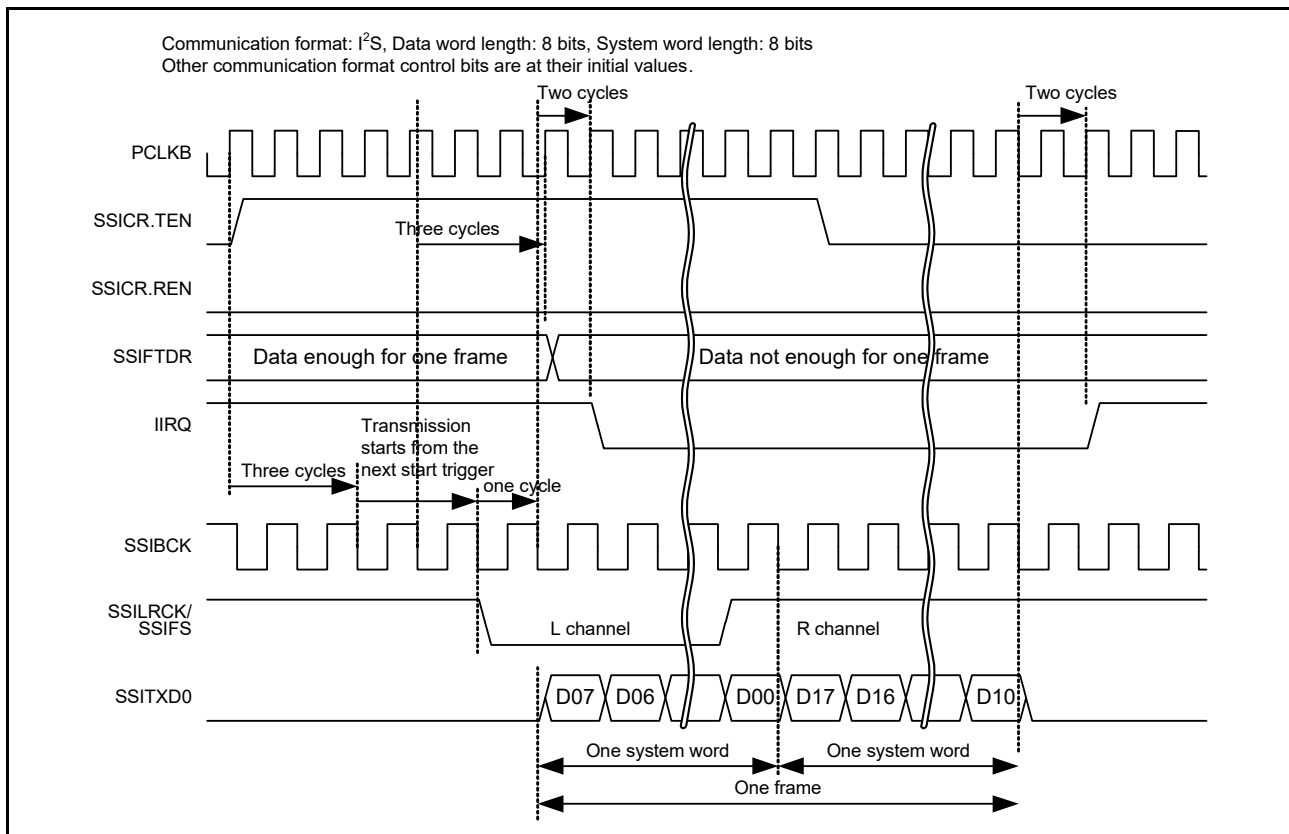 Communication format: I²S, Data word length: 8 bits, System word length: 8 bits
Other communication format control bits are at their initial values.
Two cycles
Two cycles
PCLKB
SSICR.TEN
Three cycles
SSICR.REN
SSIFTDR
Data enough for one frame
Data not enough for one frame
IIRQ
Transmission
starts from the
next start trigger
Three cycles
one cycle
SSIBCK
SSILRCK/
SSIFS
L channel
R channel
SSITXD0
D07
D06
D00
D17
D16
D10
One system word
One system word
One frame